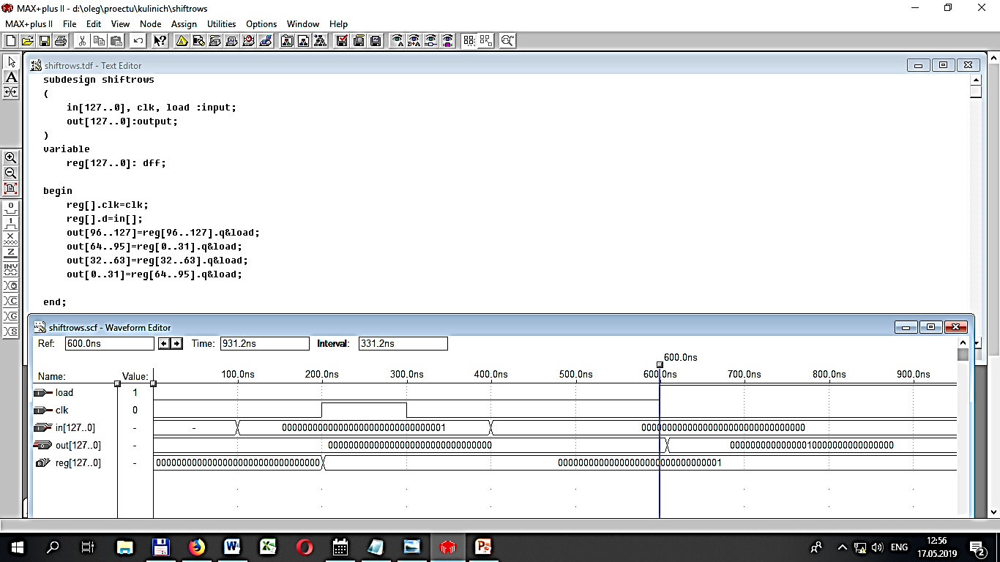 MAX+plus II - d:\oleg\proectu\kulinich\shiftrows
MAX+plus II File Edit View Node Assign Utilities Options Window Help
shiftrows.tdf - Text Editor
subdesign shiftrows
(
in[127..0], clk, load :input;
out[127..0]:output;
)
variable
reg[127..0]: dff;
begin
reg[].clk=clk;
reg[].d=in[];
out[96..127]=reg[96..127].q&load;
out[64..95]=reg[0..31].q&load;
out[32..63]=reg[32..63].q&load;
out[0..31]=reg[64..95].q&load;
end;
shiftrows.scf - Waveform Editor
Ref: 600.0ns Time: 931.2ns Interval: 331.2ns
600.0ns
Name: Value: 100.0ns 200.0ns 300.0ns 400.0ns 500.0ns 600.0ns 700.0ns 800.0ns 900.0ns
load 1
clk 0
in[127..0] - - 00000000000000000000000000000001 00000000000000000000000000000000
out[127..0] - 00000000000000000000000000000000 00000000000000010000000000000000
reg[127..0] - 00000000000000000000000000000000 00000000000000000000000000000001
ENG
12:56
17.05.2019
2